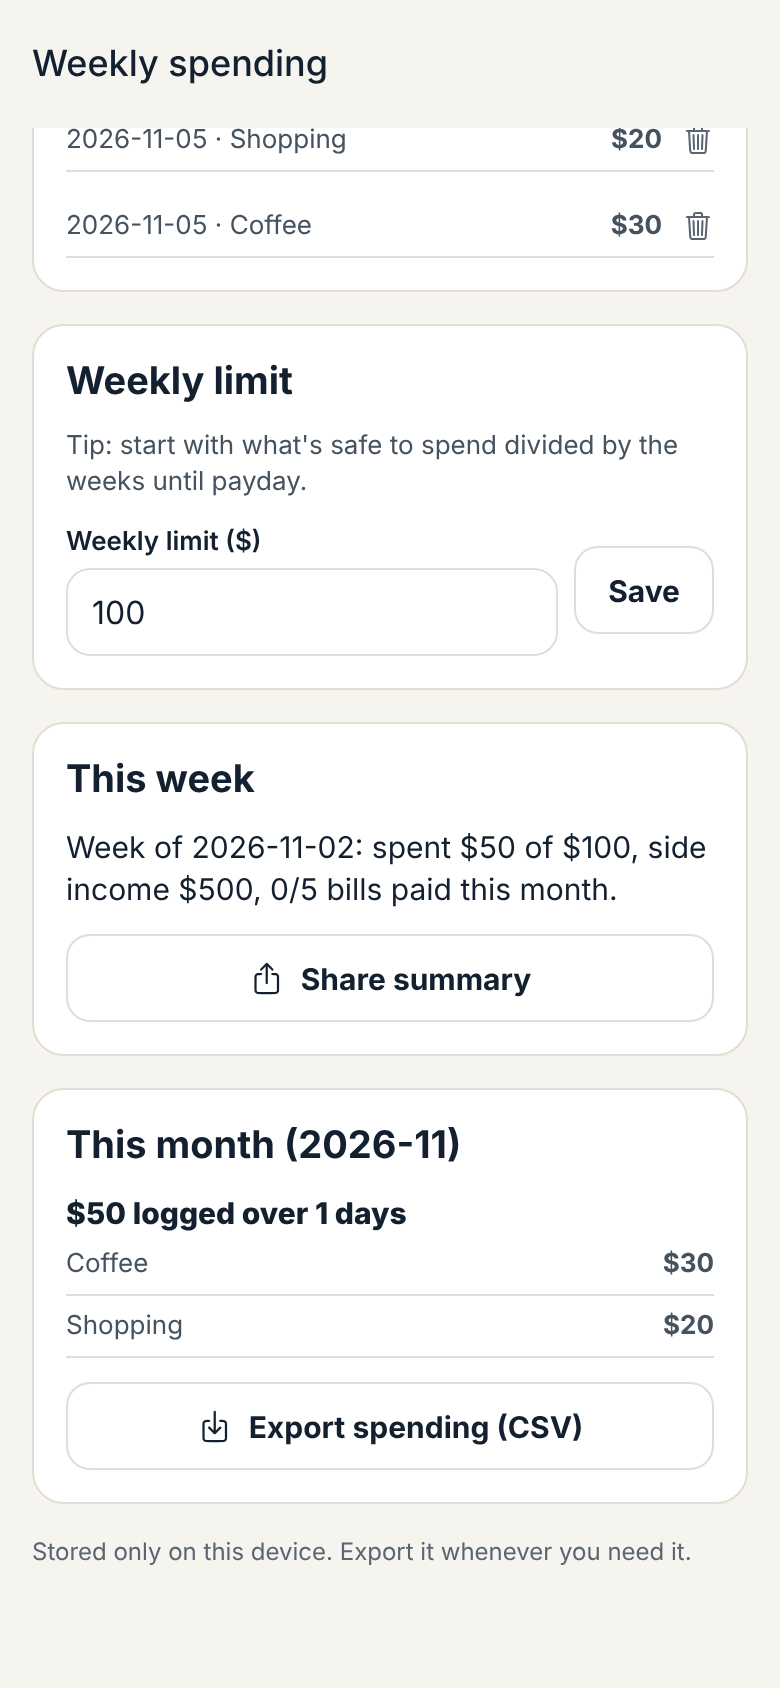 Weekly spending
2026-11-05 · Shopping $20
2026-11-05 · Coffee $30
Weekly limit
Tip: start with what's safe to spend divided by the
weeks until payday.
Weekly limit ($)
100
Save
This week
Week of 2026-11-02: spent $50 of $100, side
income $500, 0/5 bills paid this month.
Share summary
This month (2026-11)
$50 logged over 1 days
Coffee $30
Shopping $20
Export spending (CSV)
Stored only on this device. Export it whenever you need it.